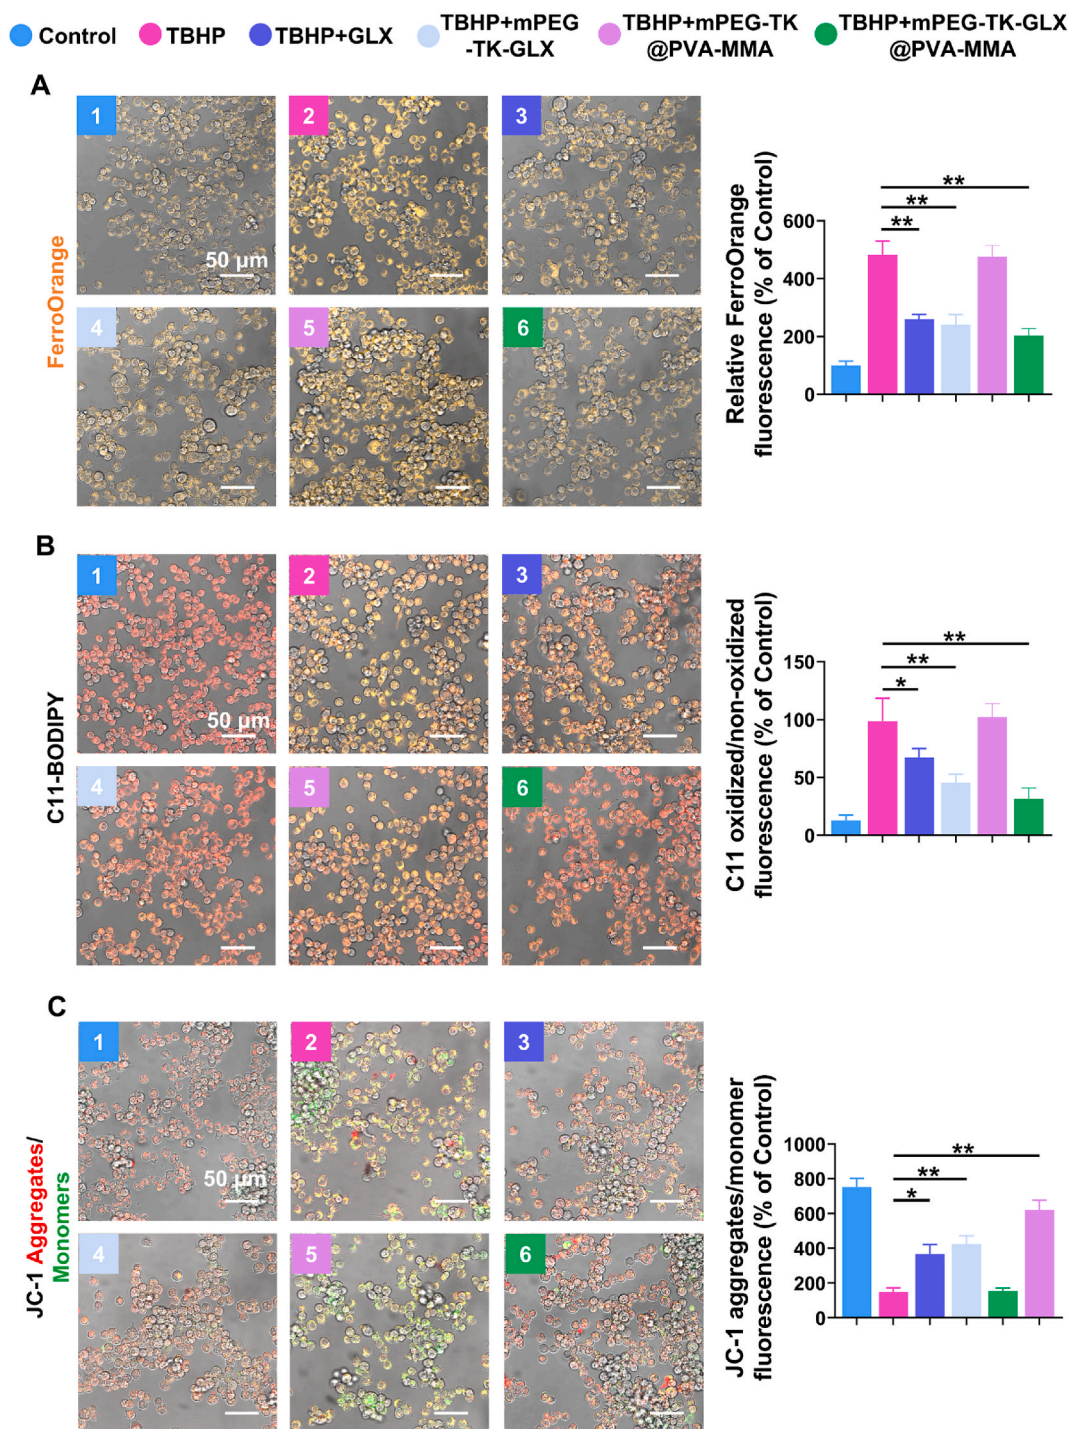 Control
TBHP
TBHP+GLX
TBHP+mPEG
-TK-GLX
TBHP+mPEG-TK
@PVA-MMA
TBHP+mPEG-TK-GLX
@PVA-MMA
A
FerroOrange
1
2
3
50 µm
4
5
6
Relative FerroOrange
fluorescence (% of Control)
600
400
200
0
**
**
**
B
C11-BODIPY
1
2
3
50 µm
4
5
6
C11 oxidized/non-oxidized
fluorescence (% of Control)
150
100
50
0
**
**
*
C
JC-1 Aggregates/
Monomers
1
2
3
50 µm
4
5
6
JC-1 aggregates/monomer
fluorescence (% of Control)
1000
800
600
400
200
0
**
**
*